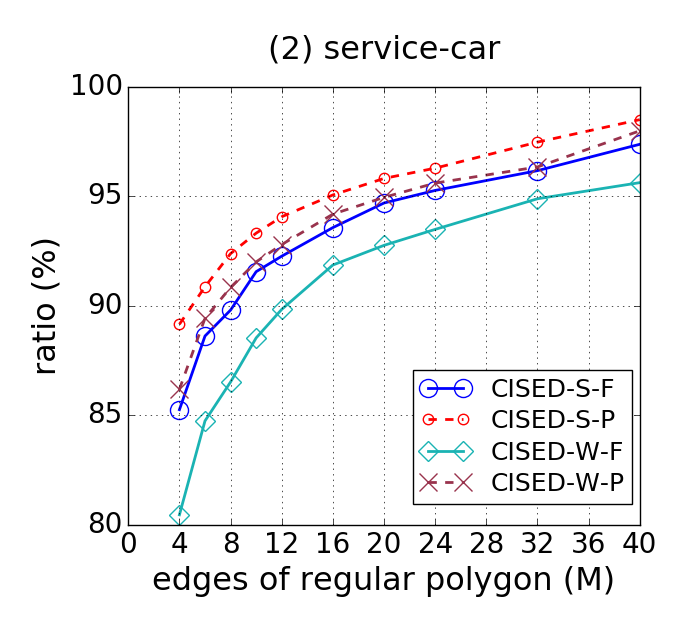 (2) service-car
100
95
90
85
80
ratio (%)
CISED-S-F
CISED-S-P
CISED-W-F
CISED-W-P
0 4 8 12 16 20 24 28 32 36 40
edges of regular polygon (M)